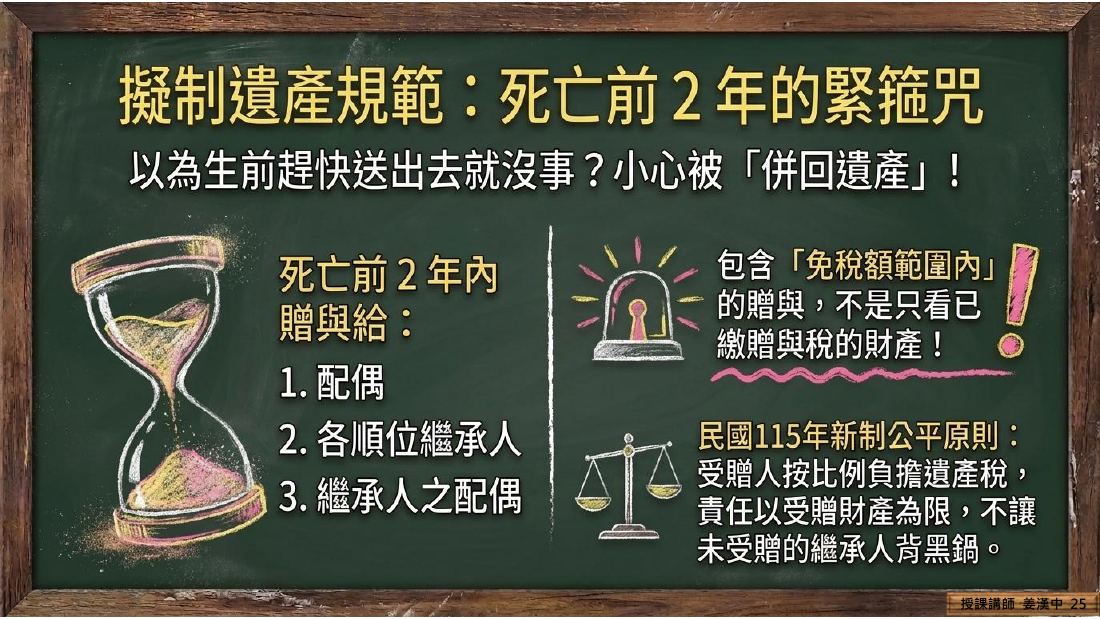 擬制遺產規範：死亡前 2 年的緊箍咒
以為生前趕快送出去就沒事？小心被「併回遺產」!
死亡前 2 年內
贈與給：
1. 配偶
2. 各順位繼承人
3. 繼承人之配偶
包含「免稅額範圍內」
的贈與，不是只看已
繳贈與稅的財產！
民國115年新制公平原則：
受贈人按比例負擔遺產稅，
責任以受贈財產為限，不讓
未受贈的繼承人背黑鍋。
授課講師 姜漢中 25